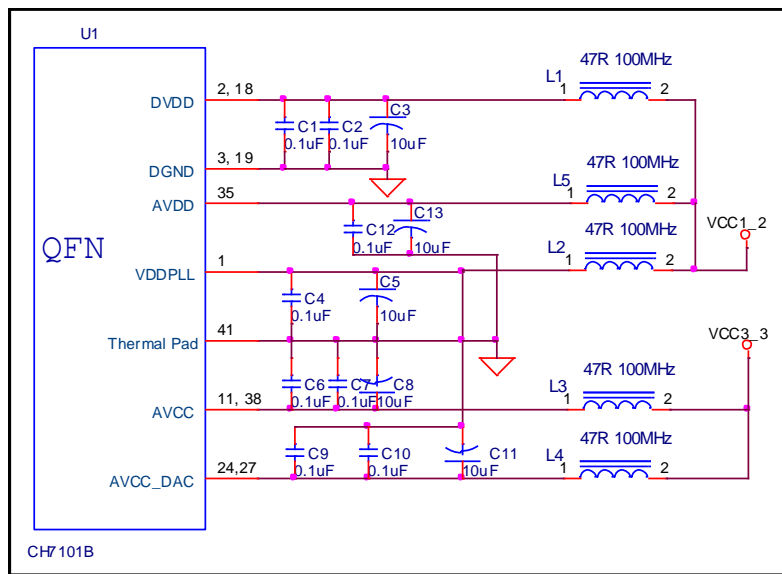 U1
47R 100MHz
L1
1 2
2, 18
DVDD
C1 C2 C3
0.1uF 0.1uF 10uF
3, 19
DGND
47R 100MHz
L5
1 2
35
AVDD
C12 C13
0.1uF 10uF
VCC1_2
47R 100MHz
L2
1 2
QFN
1
VDDPLL
C4 C5
0.1uF 10uF
VCC3_3
41
Thermal Pad
47R 100MHz
L3
1 2
C6 C7 C8
0.1uF 0.1uF 10uF
11, 38
AVCC
47R 100MHz
L4
1 2
C9 C10 C11
0.1uF 0.1uF 10uF
24,27
AVCC_DAC
CH7101B